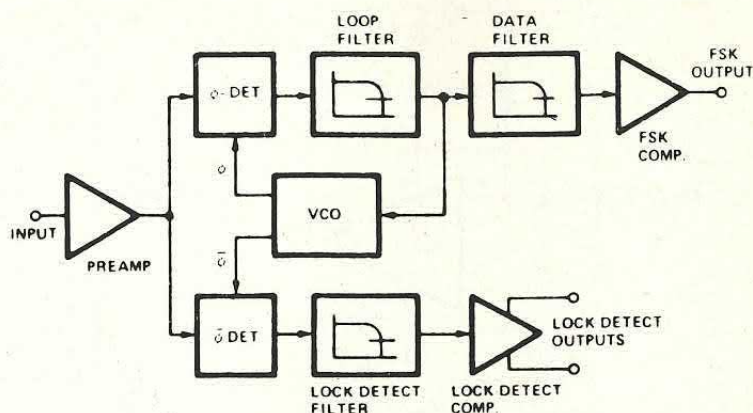 LOOP
FILTER
DATA
FILTER
FSK
OUTPUT
φ-DET
FSK
COMP.
φ
VCO
INPUT
PREAMP
φ̄
φ̄ DET
LOCK DETECT
OUTPUTS
LOCK DETECT
FILTER
LOCK DETECT
COMP.